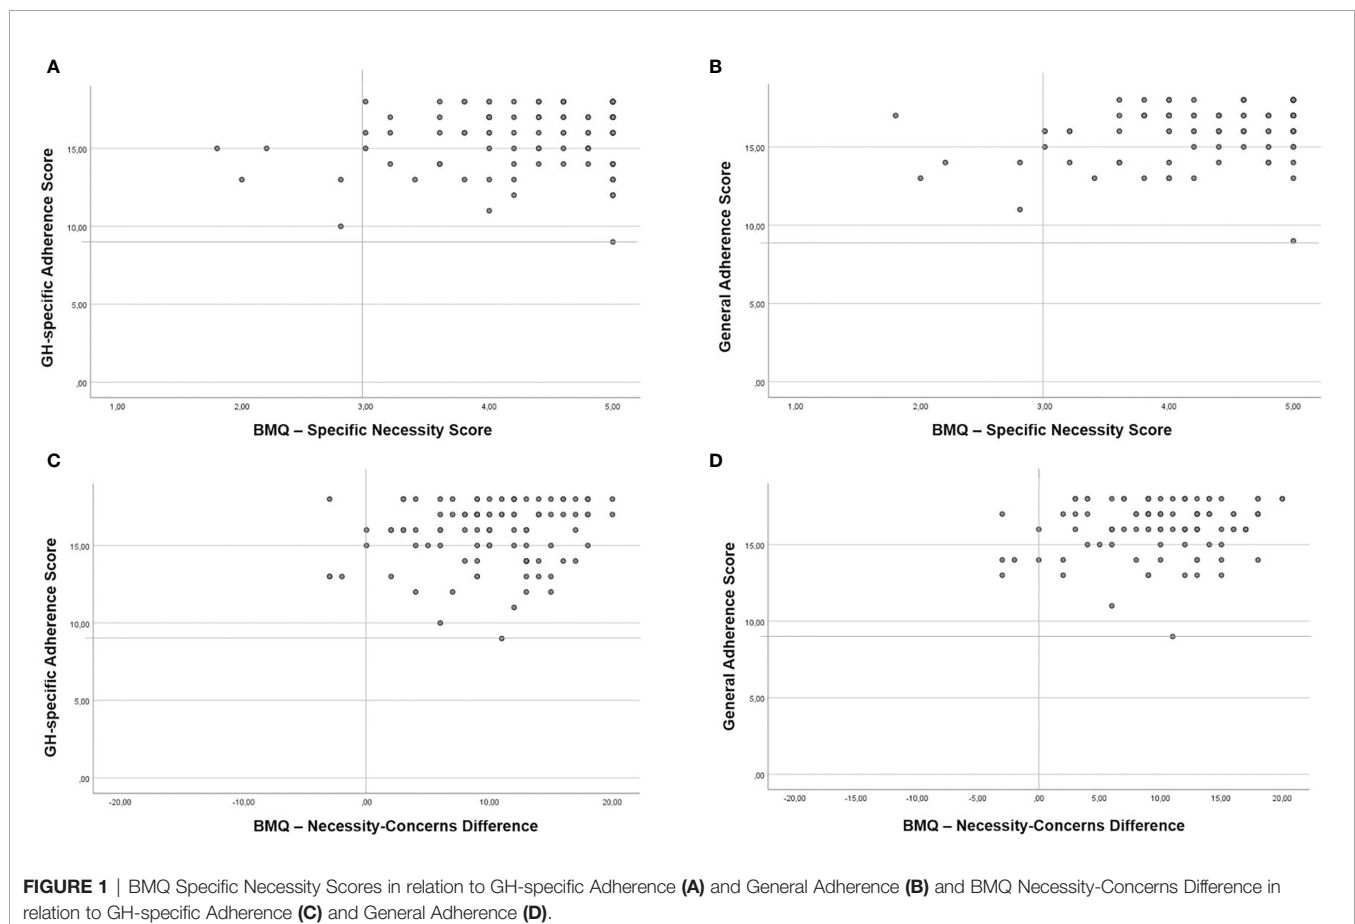 A
GH-specific Adherence Score
15,00
10,00
5,00
,00
1,00 2,00 3,00 4,00 5,00
BMQ – Specific Necessity Score
B
General Adherence Score
15,00
10,00
5,00
,00
1,00 2,00 3,00 4,00 5,00
BMQ – Specific Necessity Score
C
GH-specific Adherence Score
15,00
10,00
5,00
,00
-20,00 -10,00 ,00 10,00 20,00
BMQ – Necessity-Concerns Difference
D
General Adherence Score
15,00
10,00
5,00
,00
-20,00 -15,00 -10,00 -5,00 ,00 5,00 10,00 15,00 20,00
BMQ – Necessity-Concerns Difference
FIGURE 1 | BMQ Specific Necessity Scores in relation to GH-specific Adherence (A) and General Adherence (B) and BMQ Necessity-Concerns Difference in
relation to GH-specific Adherence (C) and General Adherence (D).